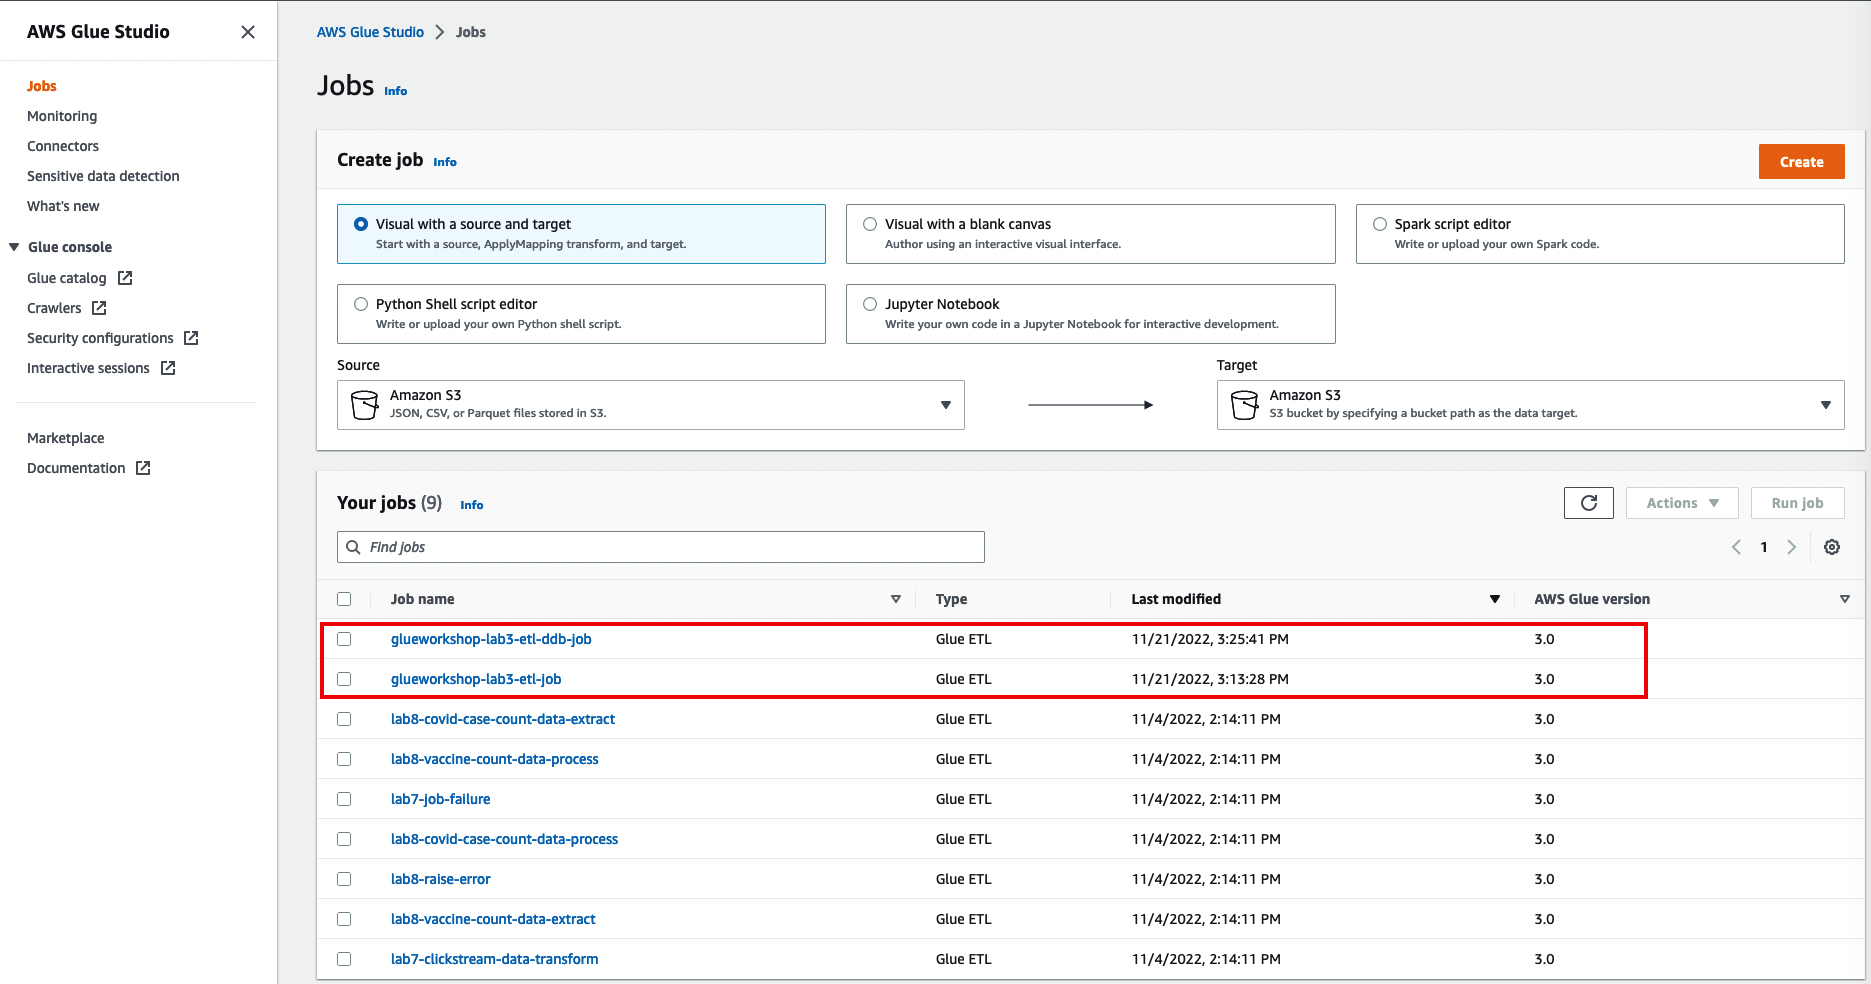 AWS Glue Studio
Jobs
Monitoring
Connectors
Sensitive data detection
What's new
Glue console
Glue catalog
Crawlers
Security configurations
Interactive sessions
Marketplace
Documentation
AWS Glue Studio > Jobs
Jobs Info
Create job Info
Create
Visual with a source and target
Start with a source, ApplyMapping transform, and target.
Visual with a blank canvas
Author using an interactive visual interface.
Spark script editor
Write or upload your own Spark code.
Python Shell script editor
Write or upload your own Python shell script.
Jupyter Notebook
Write your own code in a Jupyter Notebook for interactive development.
Source
Amazon S3
JSON, CSV, or Parquet files stored in S3.
Target
Amazon S3
S3 bucket by specifying a bucket path as the data target.
Your jobs (9) Info
Actions
Run job
Find jobs
1
Job name Type Last modified AWS Glue version
glueworkshop-lab3-etl-ddb-job Glue ETL 11/21/2022, 3:25:41 PM 3.0
glueworkshop-lab3-etl-job Glue ETL 11/21/2022, 3:13:28 PM 3.0
lab8-covid-case-count-data-extract Glue ETL 11/4/2022, 2:14:11 PM 3.0
lab8-vaccine-count-data-process Glue ETL 11/4/2022, 2:14:11 PM 3.0
lab7-job-failure Glue ETL 11/4/2022, 2:14:11 PM 3.0
lab8-covid-case-count-data-process Glue ETL 11/4/2022, 2:14:11 PM 3.0
lab8-raise-error Glue ETL 11/4/2022, 2:14:11 PM 3.0
lab8-vaccine-count-data-extract Glue ETL 11/4/2022, 2:14:11 PM 3.0
lab7-clickstream-data-transform Glue ETL 11/4/2022, 2:14:11 PM 3.0